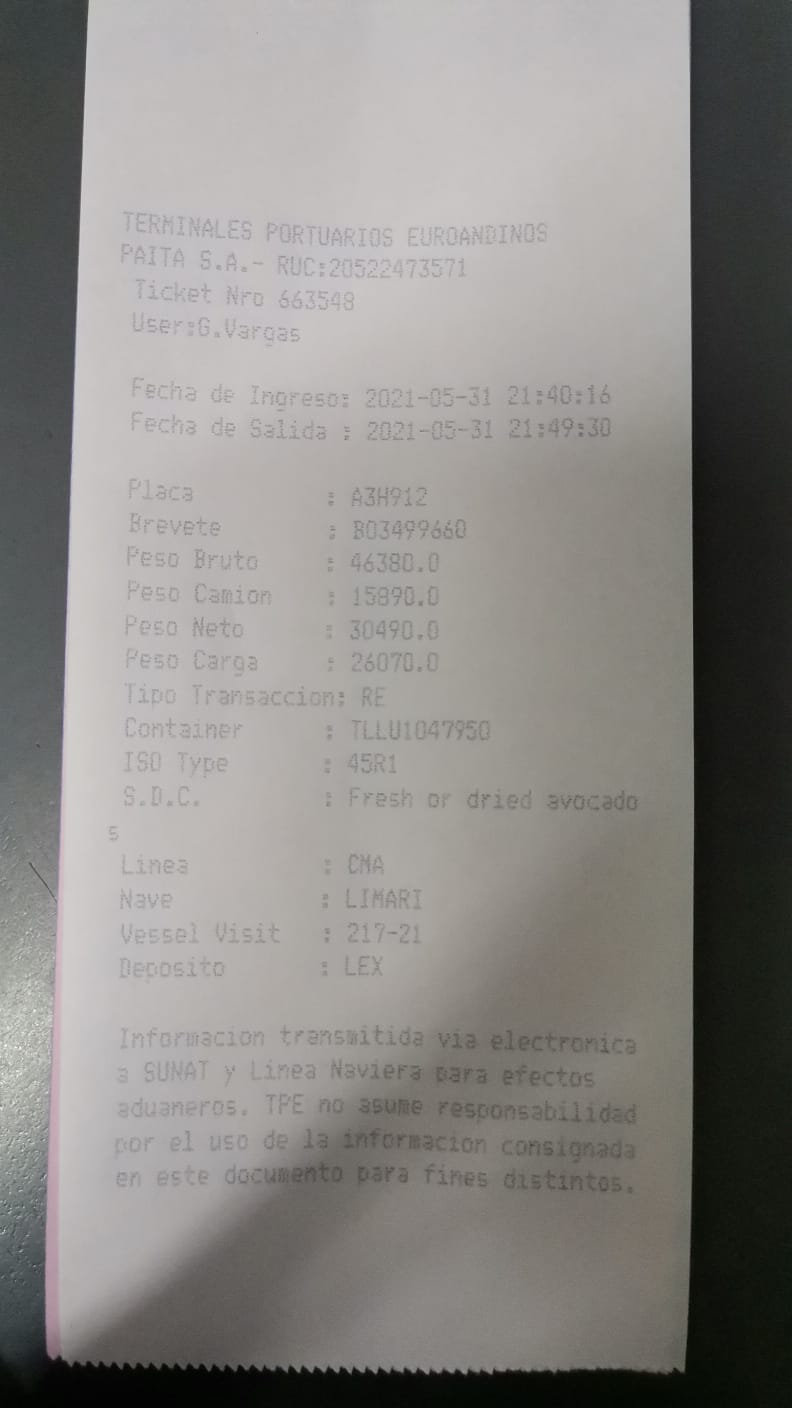 TERMINALES PORTUARIOS EUROANDINOS
PAITA S.A.- RUC:20522473571
Ticket Nro 663548
User:G.Vargas
Fecha de Ingreso: 2021-05-31 21:40:16
Fecha de Salida : 2021-05-31 21:49:30
Placa : A3H912
Brevete : B03499660
Peso Bruto : 46380.0
Peso Camion : 15890.0
Peso Neto : 30490.0
Peso Carga : 26070.0
Tipo Transaccion: RE
Container : TLLU1047950
ISO Type : 45R1
S.D.C. : Fresh or dried avocado
s
Linea : CMA
Nave : LIMARI
Vessel Visit : 217-21
Deposito : LEX
Informacion transmitida via electronica
a SUNAT y Linea Naviera para efectos
aduaneros. TPE no asume responsabilidad
por el uso de la informacion consignada
en este documento para fines distintos.